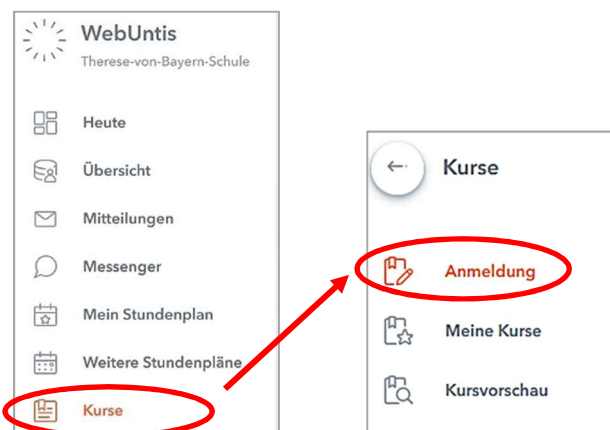 WebUntis
Therese-von-Bayern-Schule
Heute
Übersicht
Mitteilungen
Messenger
Mein Stundenplan
Weitere Stundenpläne
Kurse
Kurse
Anmeldung
Meine Kurse
Kursvorschau